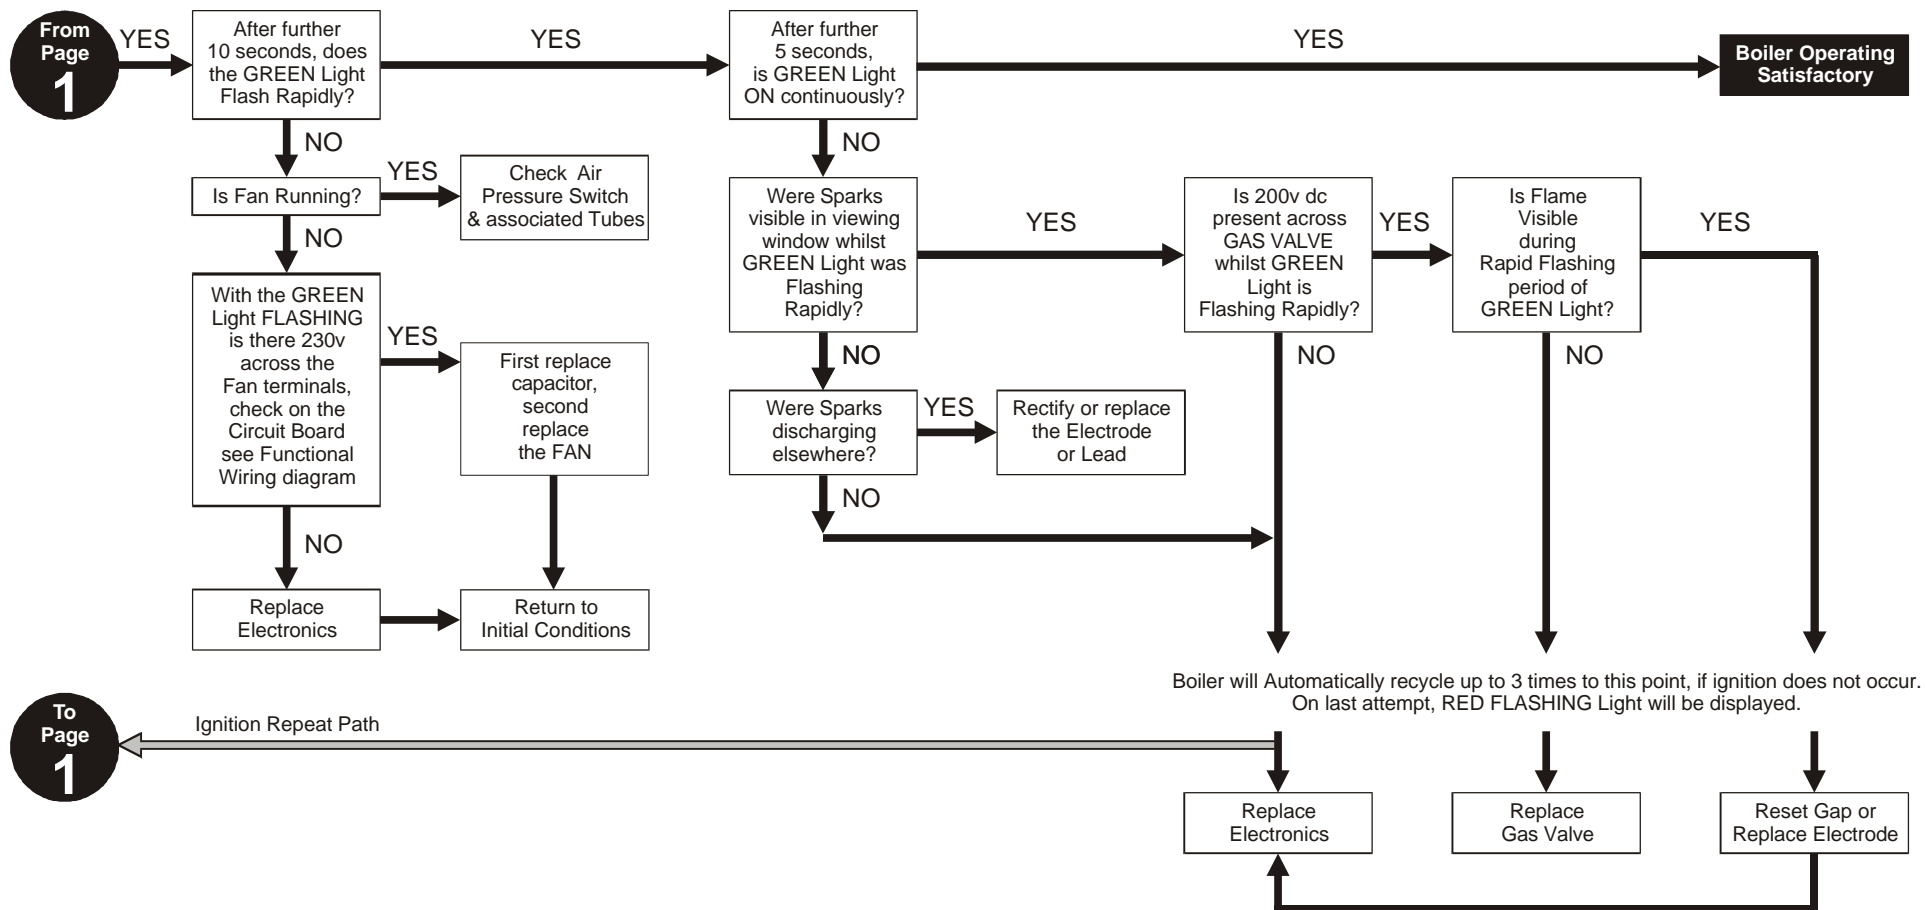 From
Page
1
YES
After further
10 seconds, does
the GREEN Light
Flash Rapidly?
YES
After further
5 seconds,
is GREEN Light
ON continuously?
YES
Boiler Operating
Satisfactory
NO
NO
Is Fan Running?
YES
Check Air
Pressure Switch
& associated Tubes
Were Sparks
visible in viewing
window whilst
GREEN Light was
Flashing
Rapidly?
YES
Is 200v dc
present across
GAS VALVE
whilst GREEN
Light is
Flashing Rapidly?
YES
Is Flame
Visible
during
Rapid Flashing
period of
GREEN Light?
YES
NO
With the GREEN
Light FLASHING
is there 230v
across the
Fan terminals,
check on the
Circuit Board
see Functional
Wiring diagram
YES
First replace
capacitor,
second
replace
the FAN
NO
NO
NO
Were Sparks
discharging
elsewhere?
YES
Rectify or replace
the Electrode
or Lead
NO
NO
Replace
Electronics
Return to
Initial Conditions
Boiler will Automatically recycle up to 3 times to this point, if ignition does not occur.
On last attempt, RED FLASHING Light will be displayed.
To
Page
1
Ignition Repeat Path
Replace
Electronics
Replace
Gas Valve
Reset Gap or
Replace Electrode